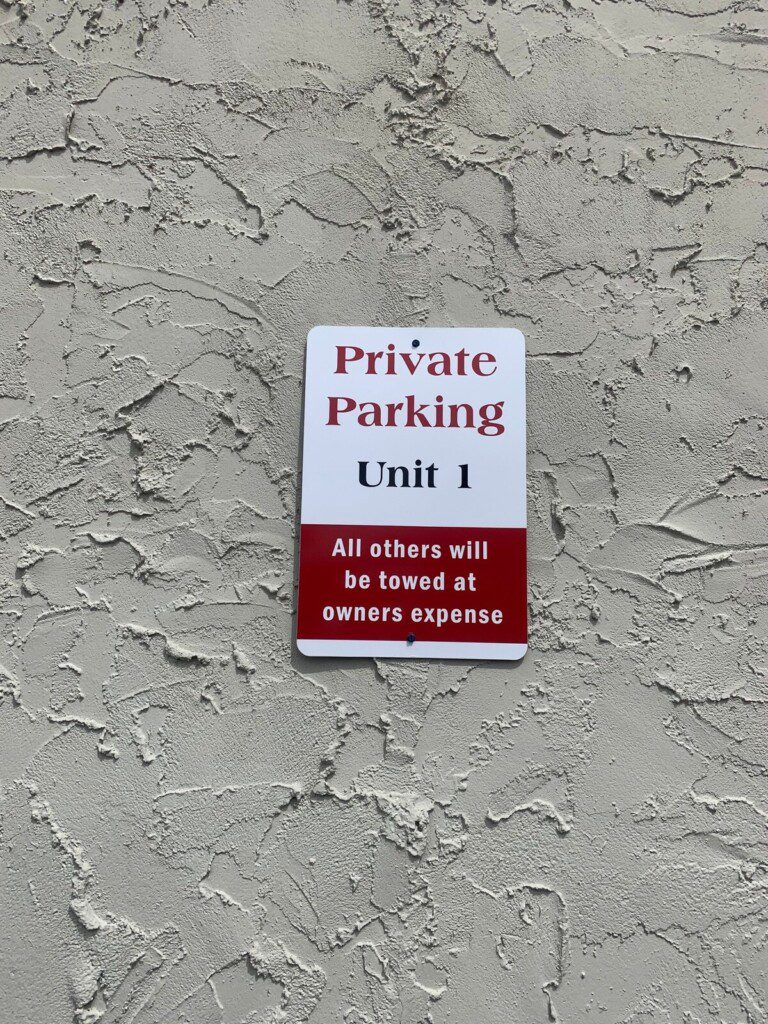 Private
Parking
Unit 1
All others will
be towed at
owners expense